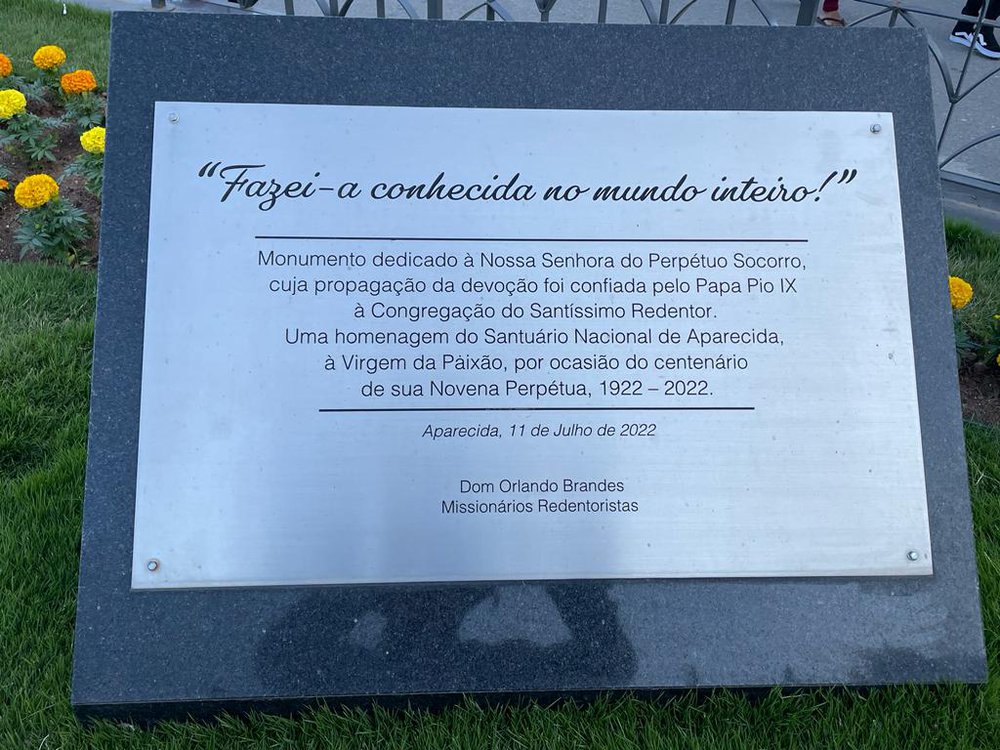 “Fazei-a conhecida no mundo inteiro!”
Monumento dedicado à Nossa Senhora do Perpétuo Socorro,
cuja propagação da devoção foi confiada pelo Papa Pio IX
à Congregação do Santíssimo Redentor.
Uma homenagem do Santuário Nacional de Aparecida,
à Virgem da Paixão, por ocasião do centenário
de sua Novena Perpétua, 1922 – 2022.
Aparecida, 11 de Julho de 2022
Dom Orlando Brandes
Missionários Redentoristas